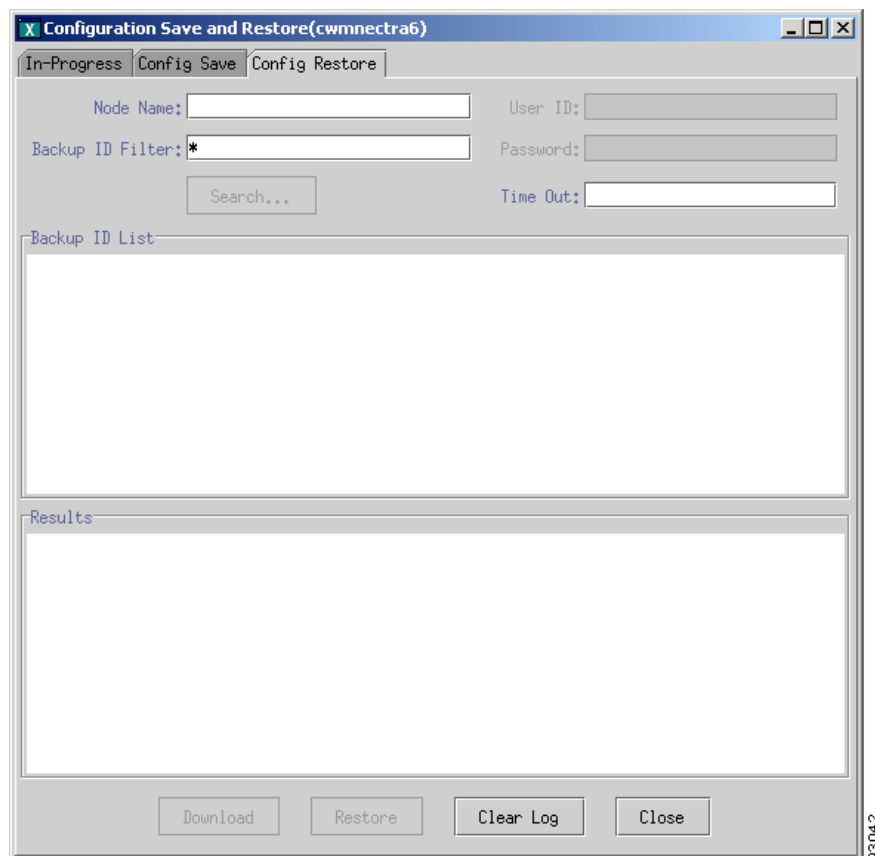 X Configuration Save and Restore(cwmnectra6)
In-Progress Config Save Config Restore
Node Name: User ID:
Backup ID Filter: * Password:
Search... Time Out:
Backup ID List
Results
Download Restore Clear Log Close
93042